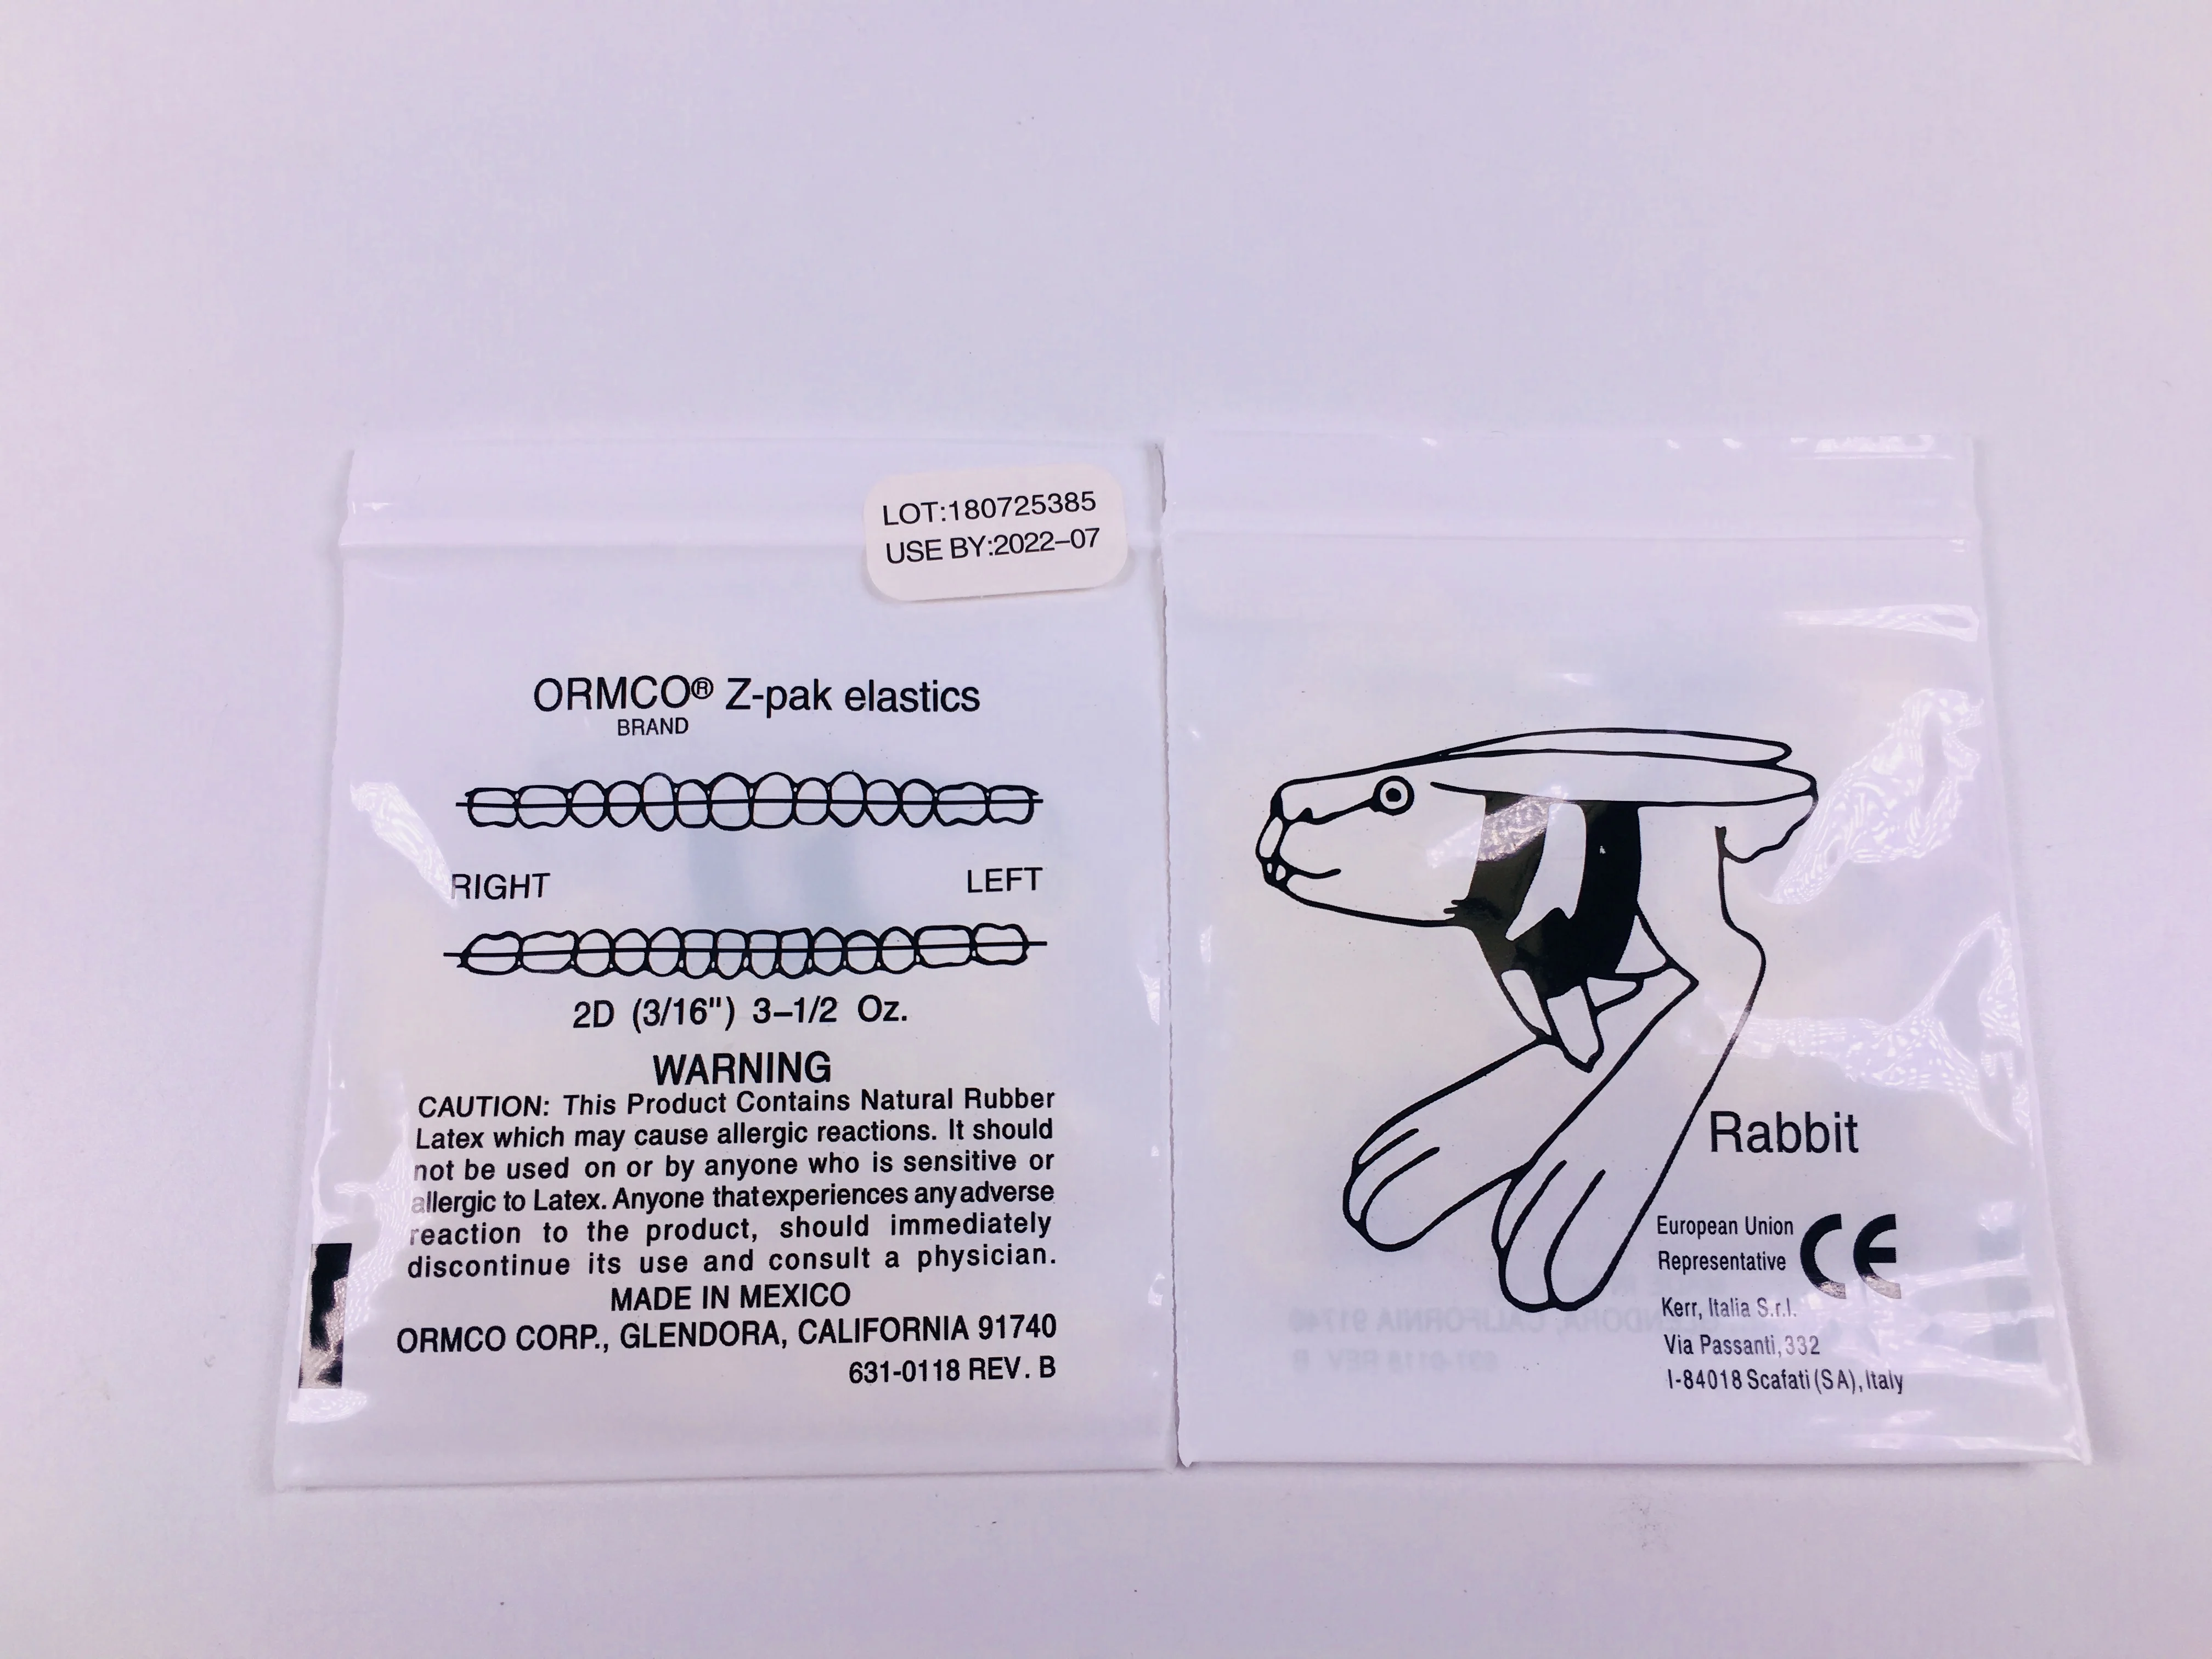 LOT:180725385
USE BY:2022–07
ORMCO® Z-pak elastics
BRAND
RIGHT LEFT
2D (3/16") 3–1/2 Oz.
WARNING
CAUTION: This Product Contains Natural Rubber
Latex which may cause allergic reactions. It should
not be used on or by anyone who is sensitive or
allergic to Latex. Anyone that experiences any adverse
reaction to the product, should immediately
discontinue its use and consult a physician.
MADE IN MEXICO
ORMCO CORP., GLENDORA, CALIFORNIA 91740
631-0118 REV. B
Rabbit
European Union
Representative CE
Kerr, Italia S.r.l.
Via Passanti, 332
I-84018 Scafati (SA), Italy